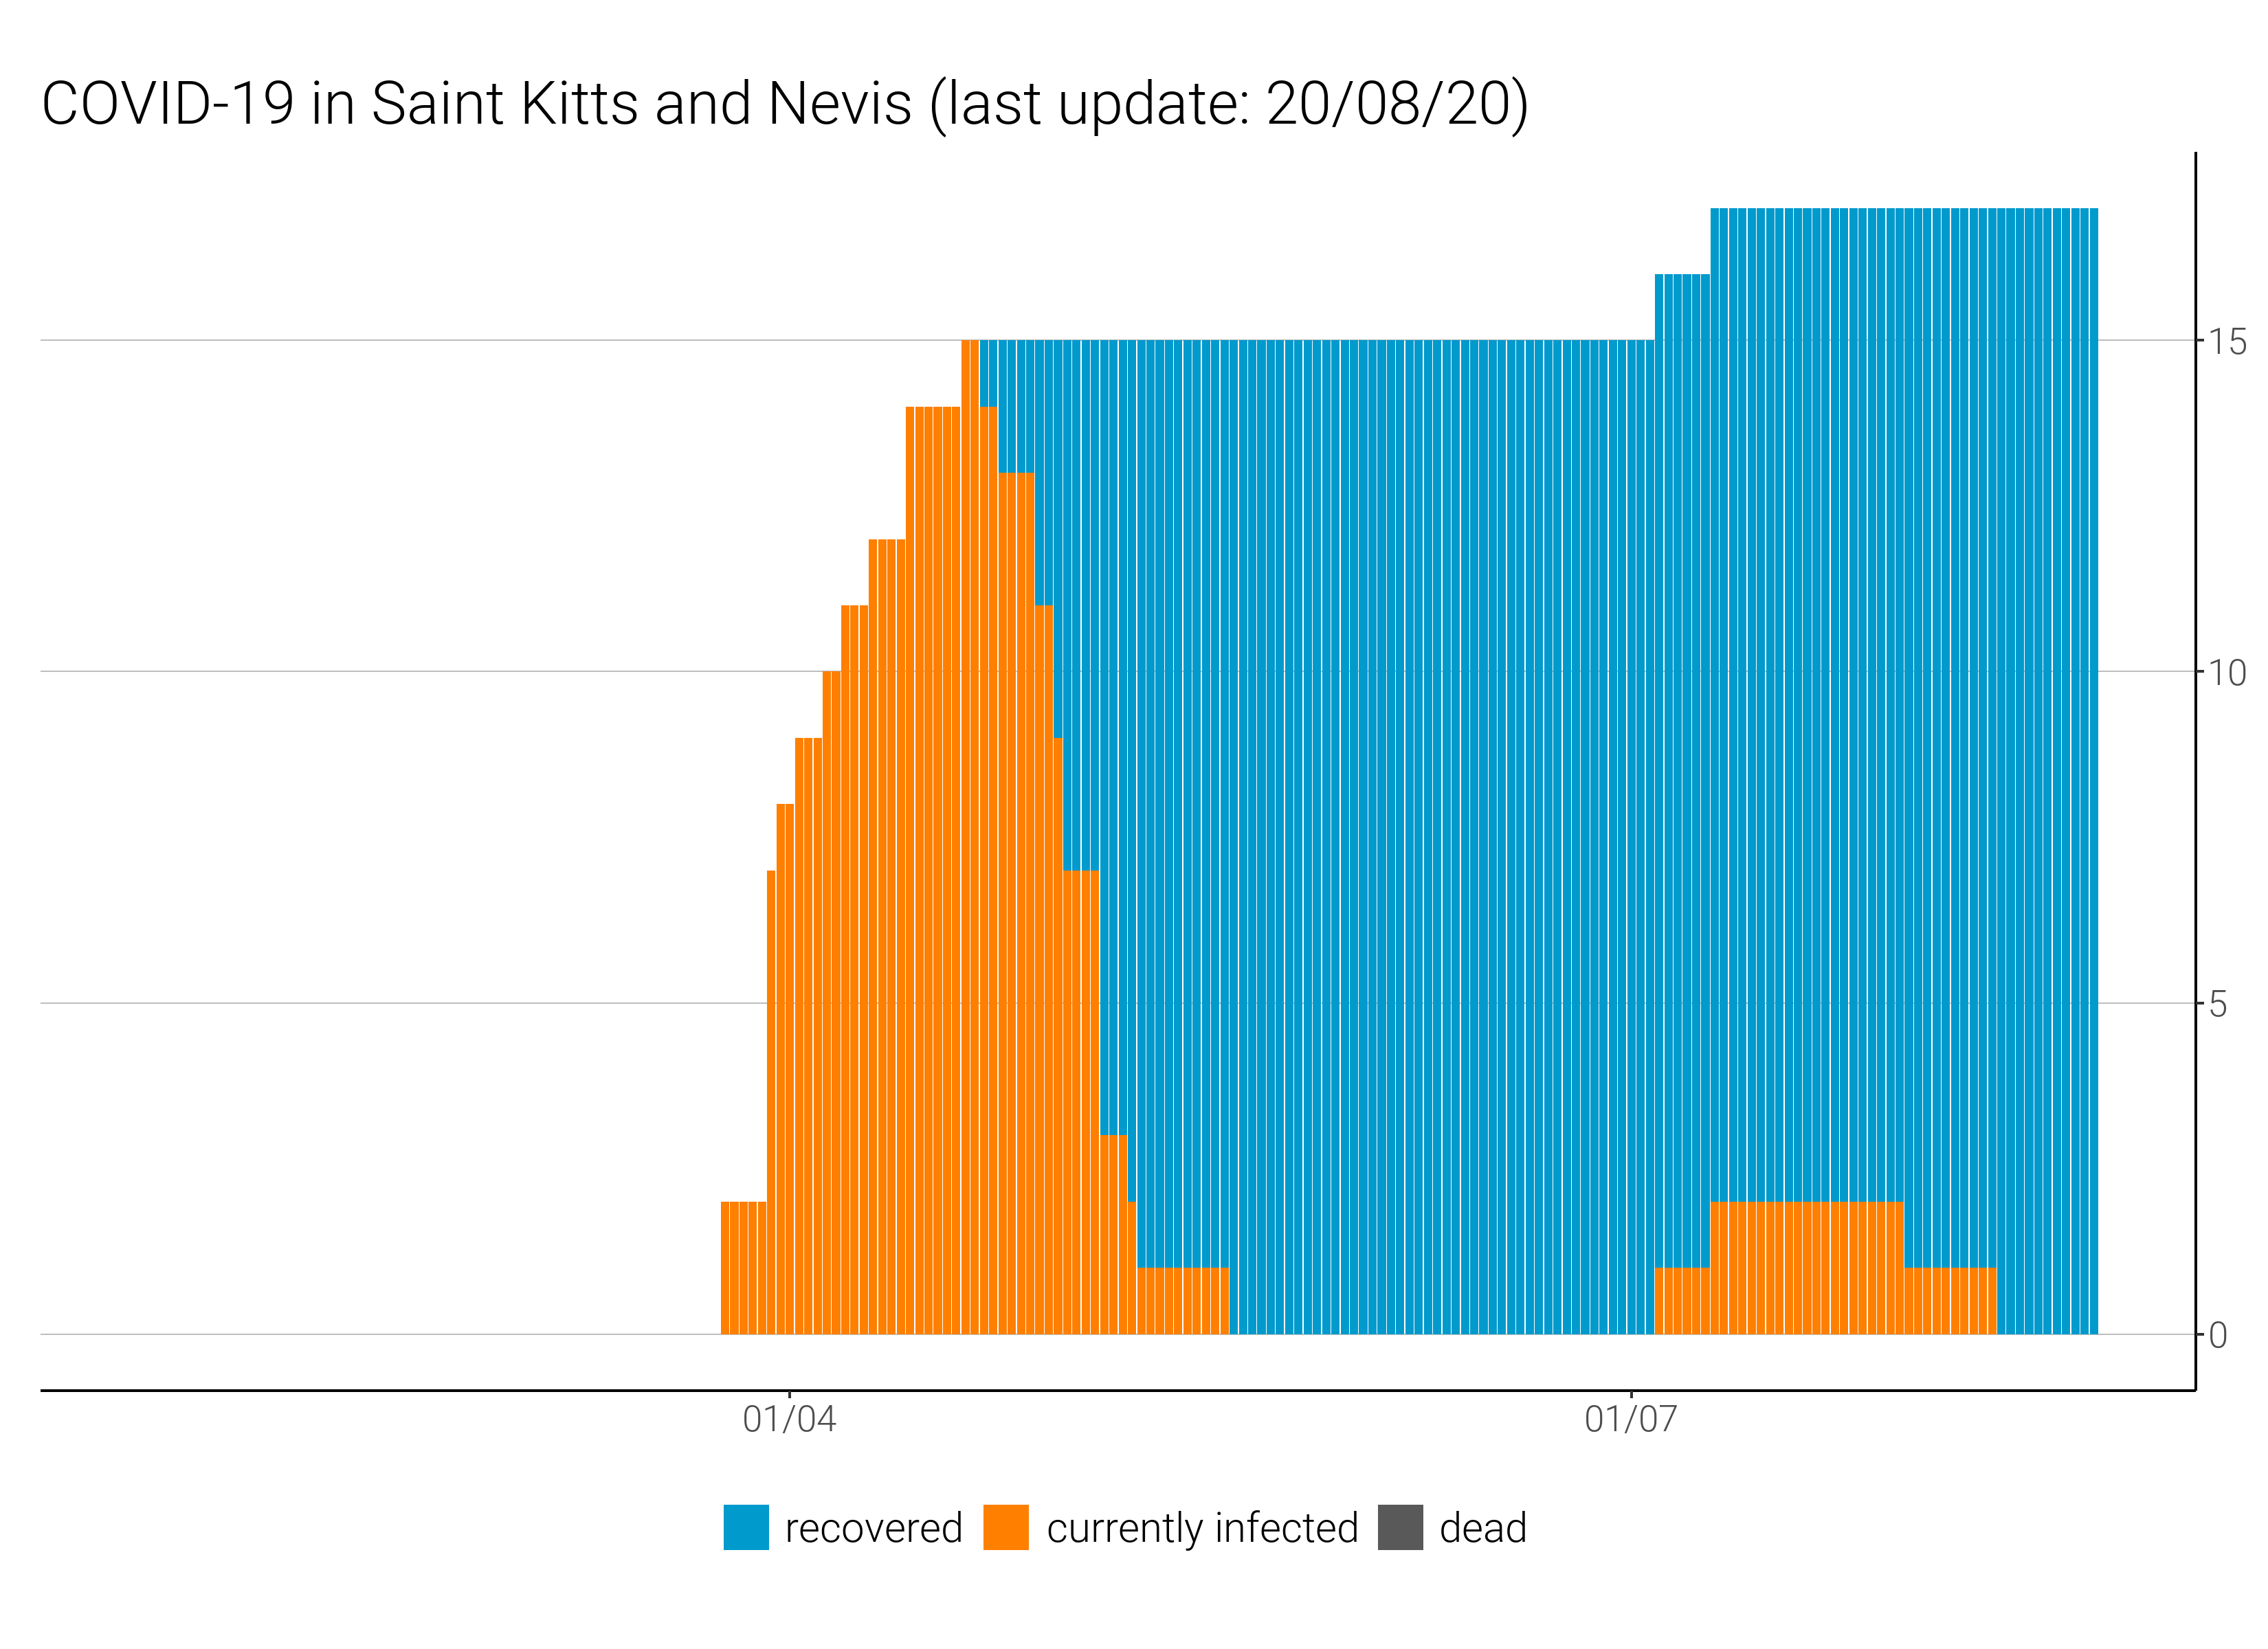 COVID-19 in Saint Kitts and Nevis (last update: 20/08/20)
15
10
5
0
01/04 01/07
recovered currently infected dead